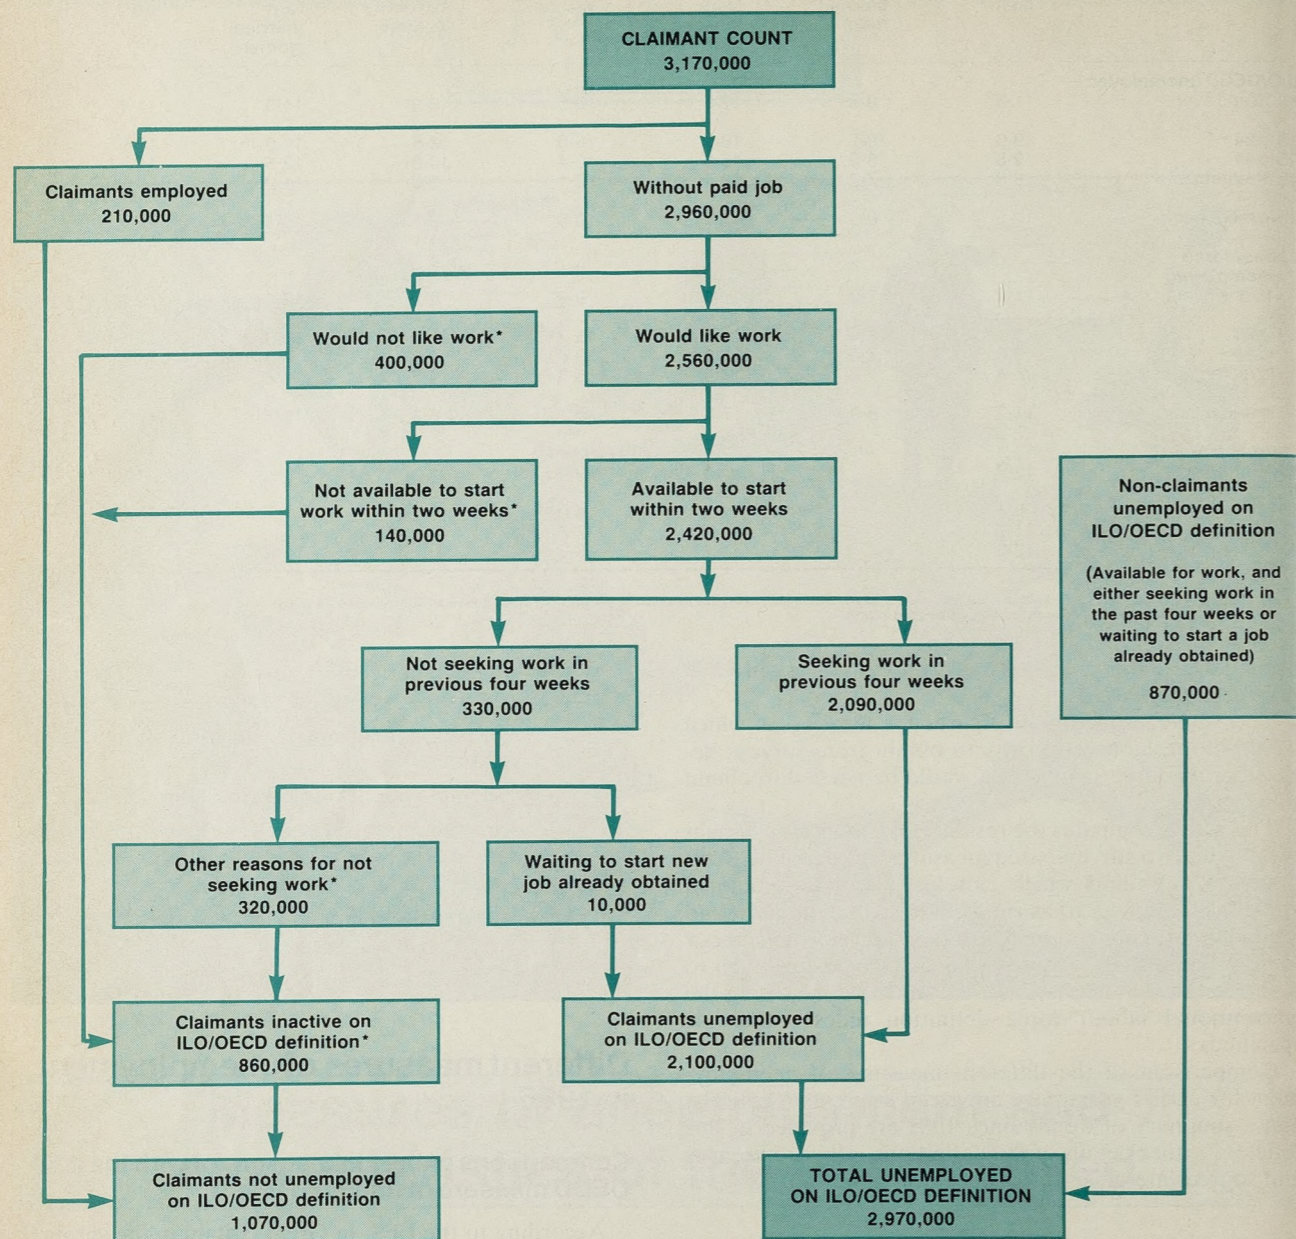 CLAIMANT COUNT
3,170,000
Claimants employed
210,000
Without paid job
2,960,000
Would not like work*
400,000
Would like work
2,560,000
Not available to start
work within two weeks*
140,000
Available to start
within two weeks
2,420,000
Non-claimants
unemployed on
ILO/OECD definition
(Available for work, and
either seeking work in
the past four weeks or
waiting to start a job
already obtained)
870,000
Not seeking work in
previous four weeks
330,000
Seeking work in
previous four weeks
2,090,000
Other reasons for not
seeking work*
320,000
Waiting to start new
job already obtained
10,000
Claimants inactive on
ILO/OECD definition*
860,000
Claimants unemployed
on ILO/OECD definition
2,100,000
Claimants not unemployed
on ILO/OECD definition
1,070,000
TOTAL UNEMPLOYED
ON ILO/OECD DEFINITION
2,970,000